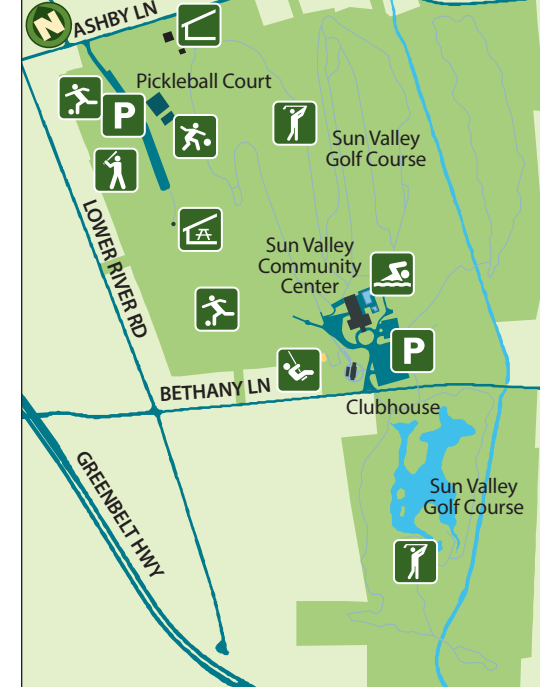 N
ASHBY LN
Pickleball Court
P
Sun Valley
Golf Course
LOWER RIVER RD
Sun Valley
Community
Center
P
BETHANY LN
Clubhouse
GREENBELT HWY
Sun Valley
Golf Course